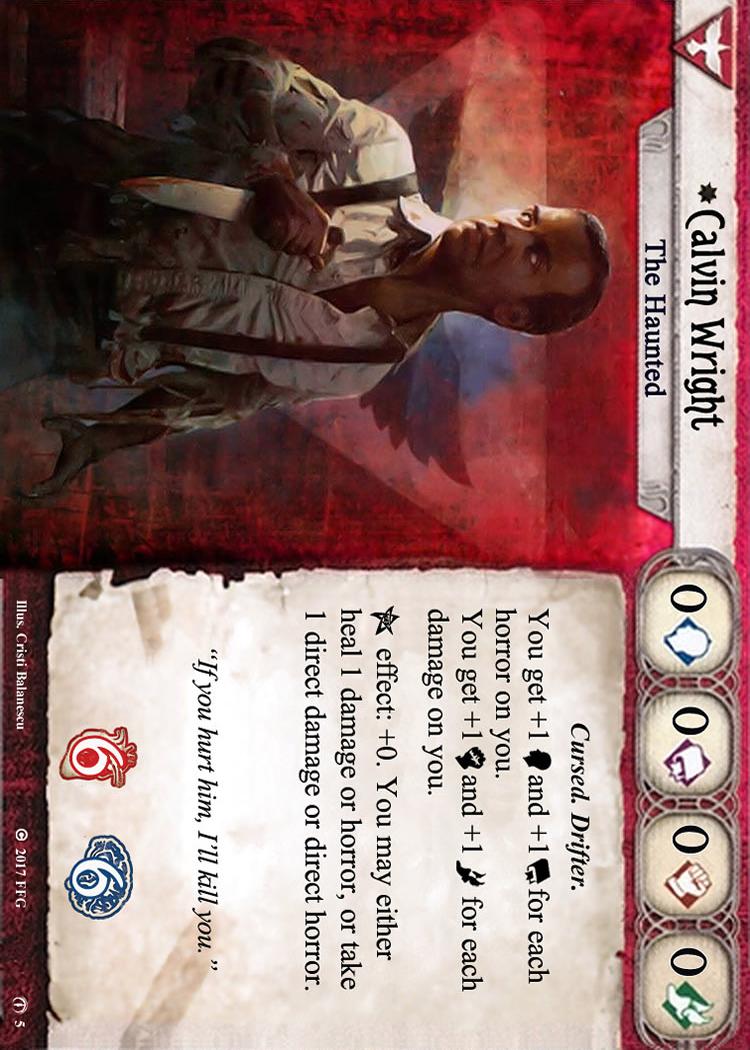 Calvin Wright
The Haunted
0 0 0 0
Cursed. Drifter.
You get +1 and +1 for each
horror on you.
You get +1 and +1 for each
damage on you.
effect: +0. You may either
heal 1 damage or horror, or take
1 direct damage or direct horror.
“If you hurt him, I’ll kill you.”
6 6
Illus. Cristi Balanescu © 2017 FFG 5